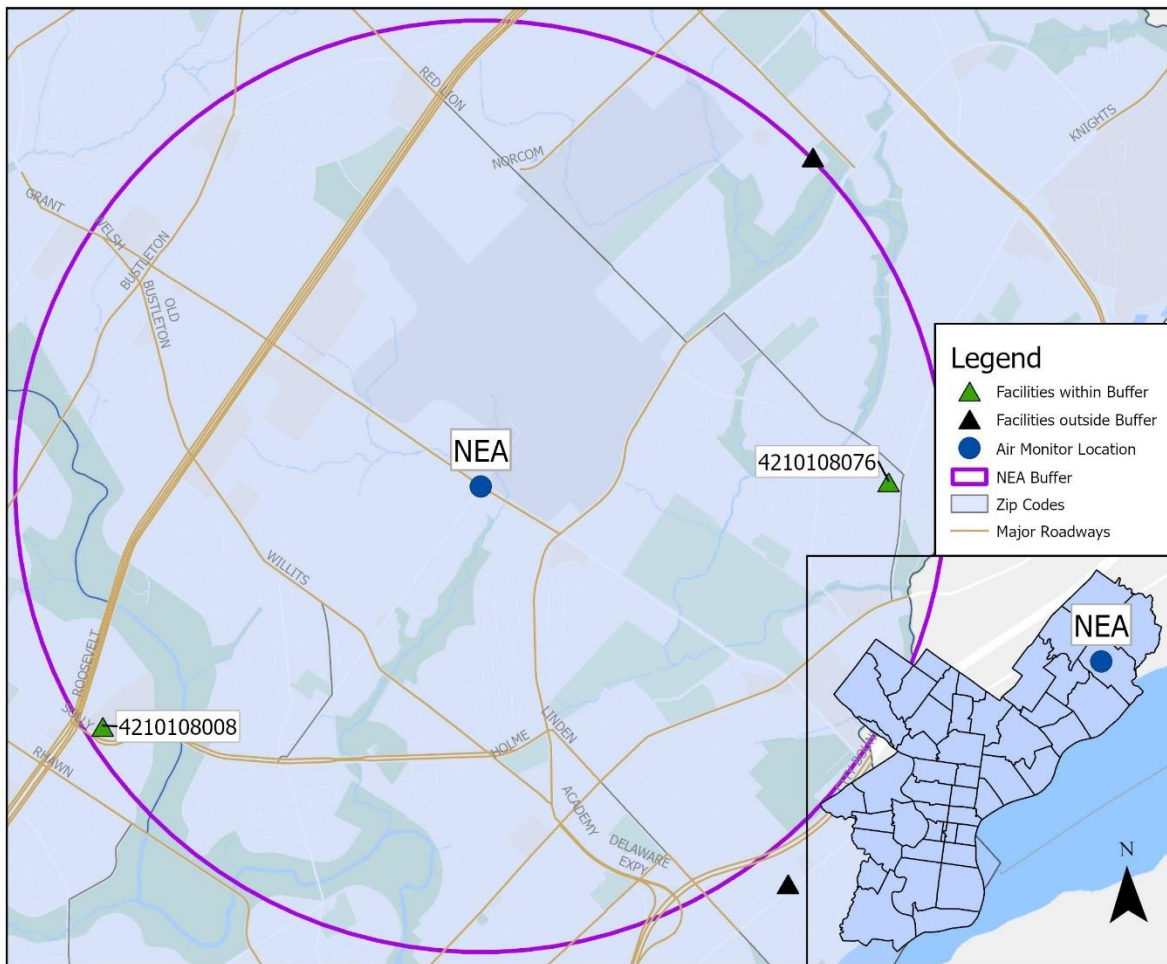 RED LION
KNIGHTS
NORCOM
GRANT
WELSH
BUSTLETON
OLD
BUSTLETON
Legend
Facilities within Buffer
Facilities outside Buffer
Air Monitor Location
NEA Buffer
Zip Codes
Major Roadways
NEA
4210108076
WILLITS
ROOSEVELT
NEA
4210108008
SOLLY
RHAWN
HOLME
LINDEN
ACADEMY
DELAWARE
EXPY
N